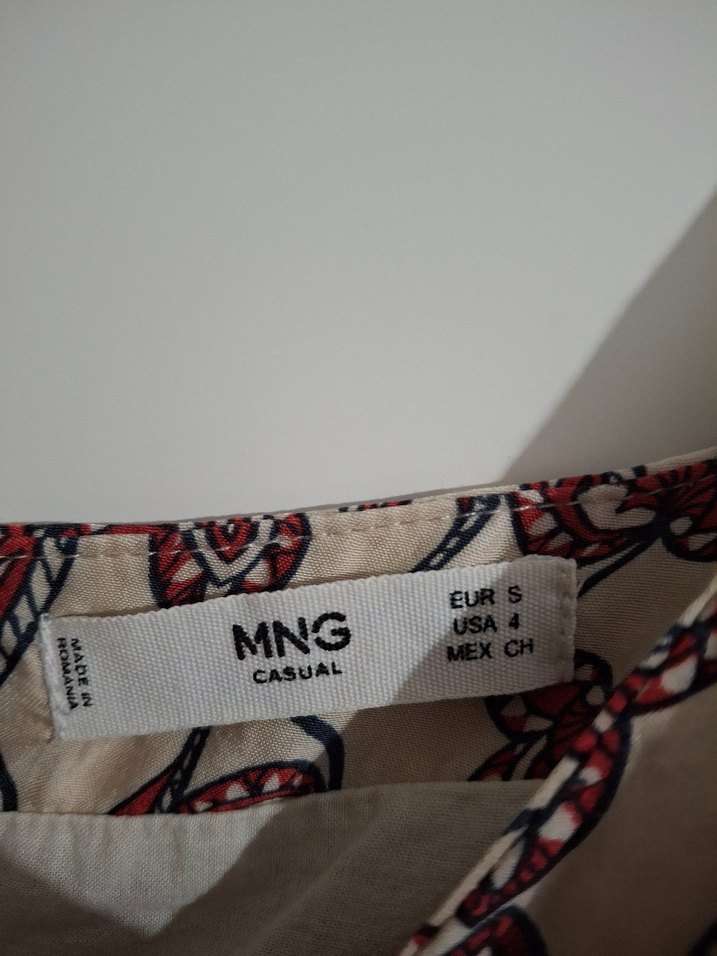 MADE IN
ROMANIA
MNG
CASUAL
EUR S
USA 4
MEX CH